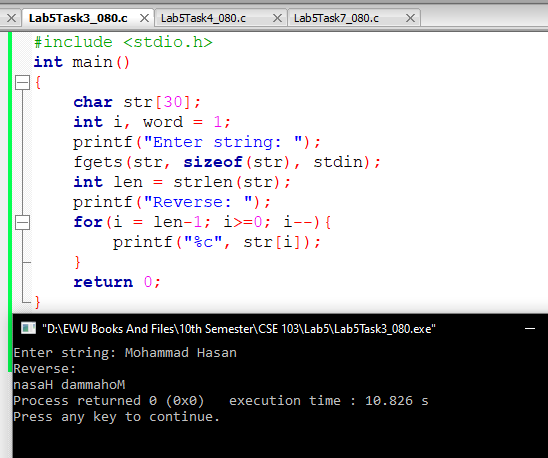 Lab5Task3_080.c Lab5Task4_080.c Lab5Task7_080.c
#include <stdio.h>
int main()
{
    char str[30];
    int i, word = 1;
    printf("Enter string: ");
    fgets(str, sizeof(str), stdin);
    int len = strlen(str);
    printf("Reverse: ");
    for(i = len-1; i>=0; i--){
        printf("%c", str[i]);
    }
    return 0;
}
"D:\EWU Books And Files\10th Semester\CSE 103\Lab5\Lab5Task3_080.exe"
Enter string: Mohammad Hasan
Reverse:
nasaH dammahoM
Process returned 0 (0x0)   execution time : 10.826 s
Press any key to continue.